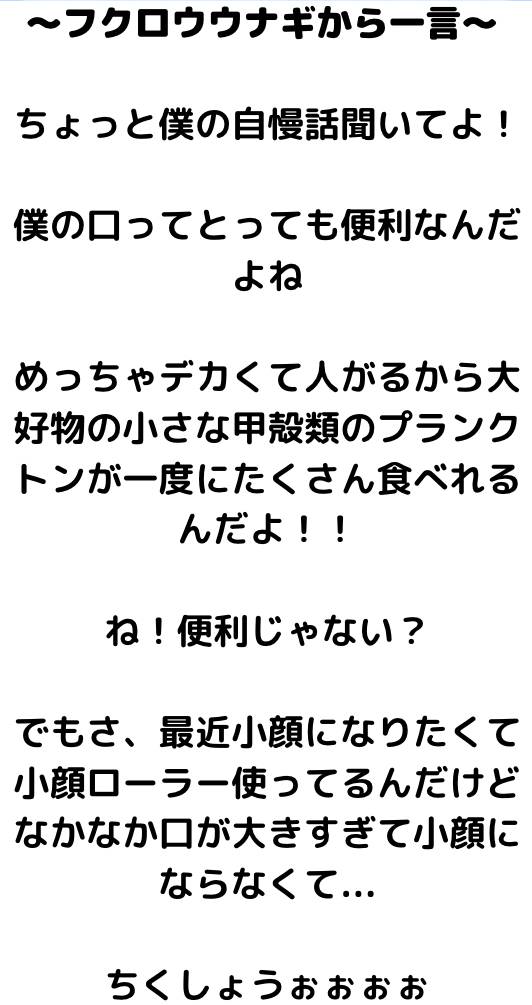 〜フクロウウナギから一言〜
ちょっと僕の自慢話聞いてよ！
僕の口ってとっても便利なんだ
よね
めっちゃデカくて人がるから大
好物の小さな甲殻類のプランク
トンが一度にたくさん食べれる
んだよ！！
ね！便利じゃない？
でもさ、最近小顔になりたくて
小顔ローラー使ってるんだけど
なかなか口が大きすぎて小顔に
ならなくて…
ちくしょうぉぉぉぉ